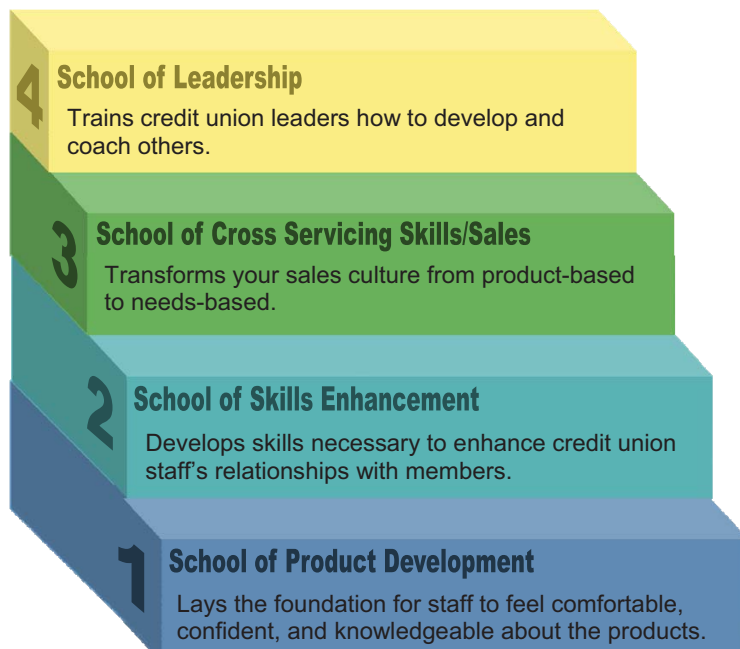 4
School of Leadership
Trains credit union leaders how to develop and
coach others.
3
School of Cross Servicing Skills/Sales
Transforms your sales culture from product-based
to needs-based.
2
School of Skills Enhancement
Develops skills necessary to enhance credit union
staff's relationships with members.
1
School of Product Development
Lays the foundation for staff to feel comfortable,
confident, and knowledgeable about the products.